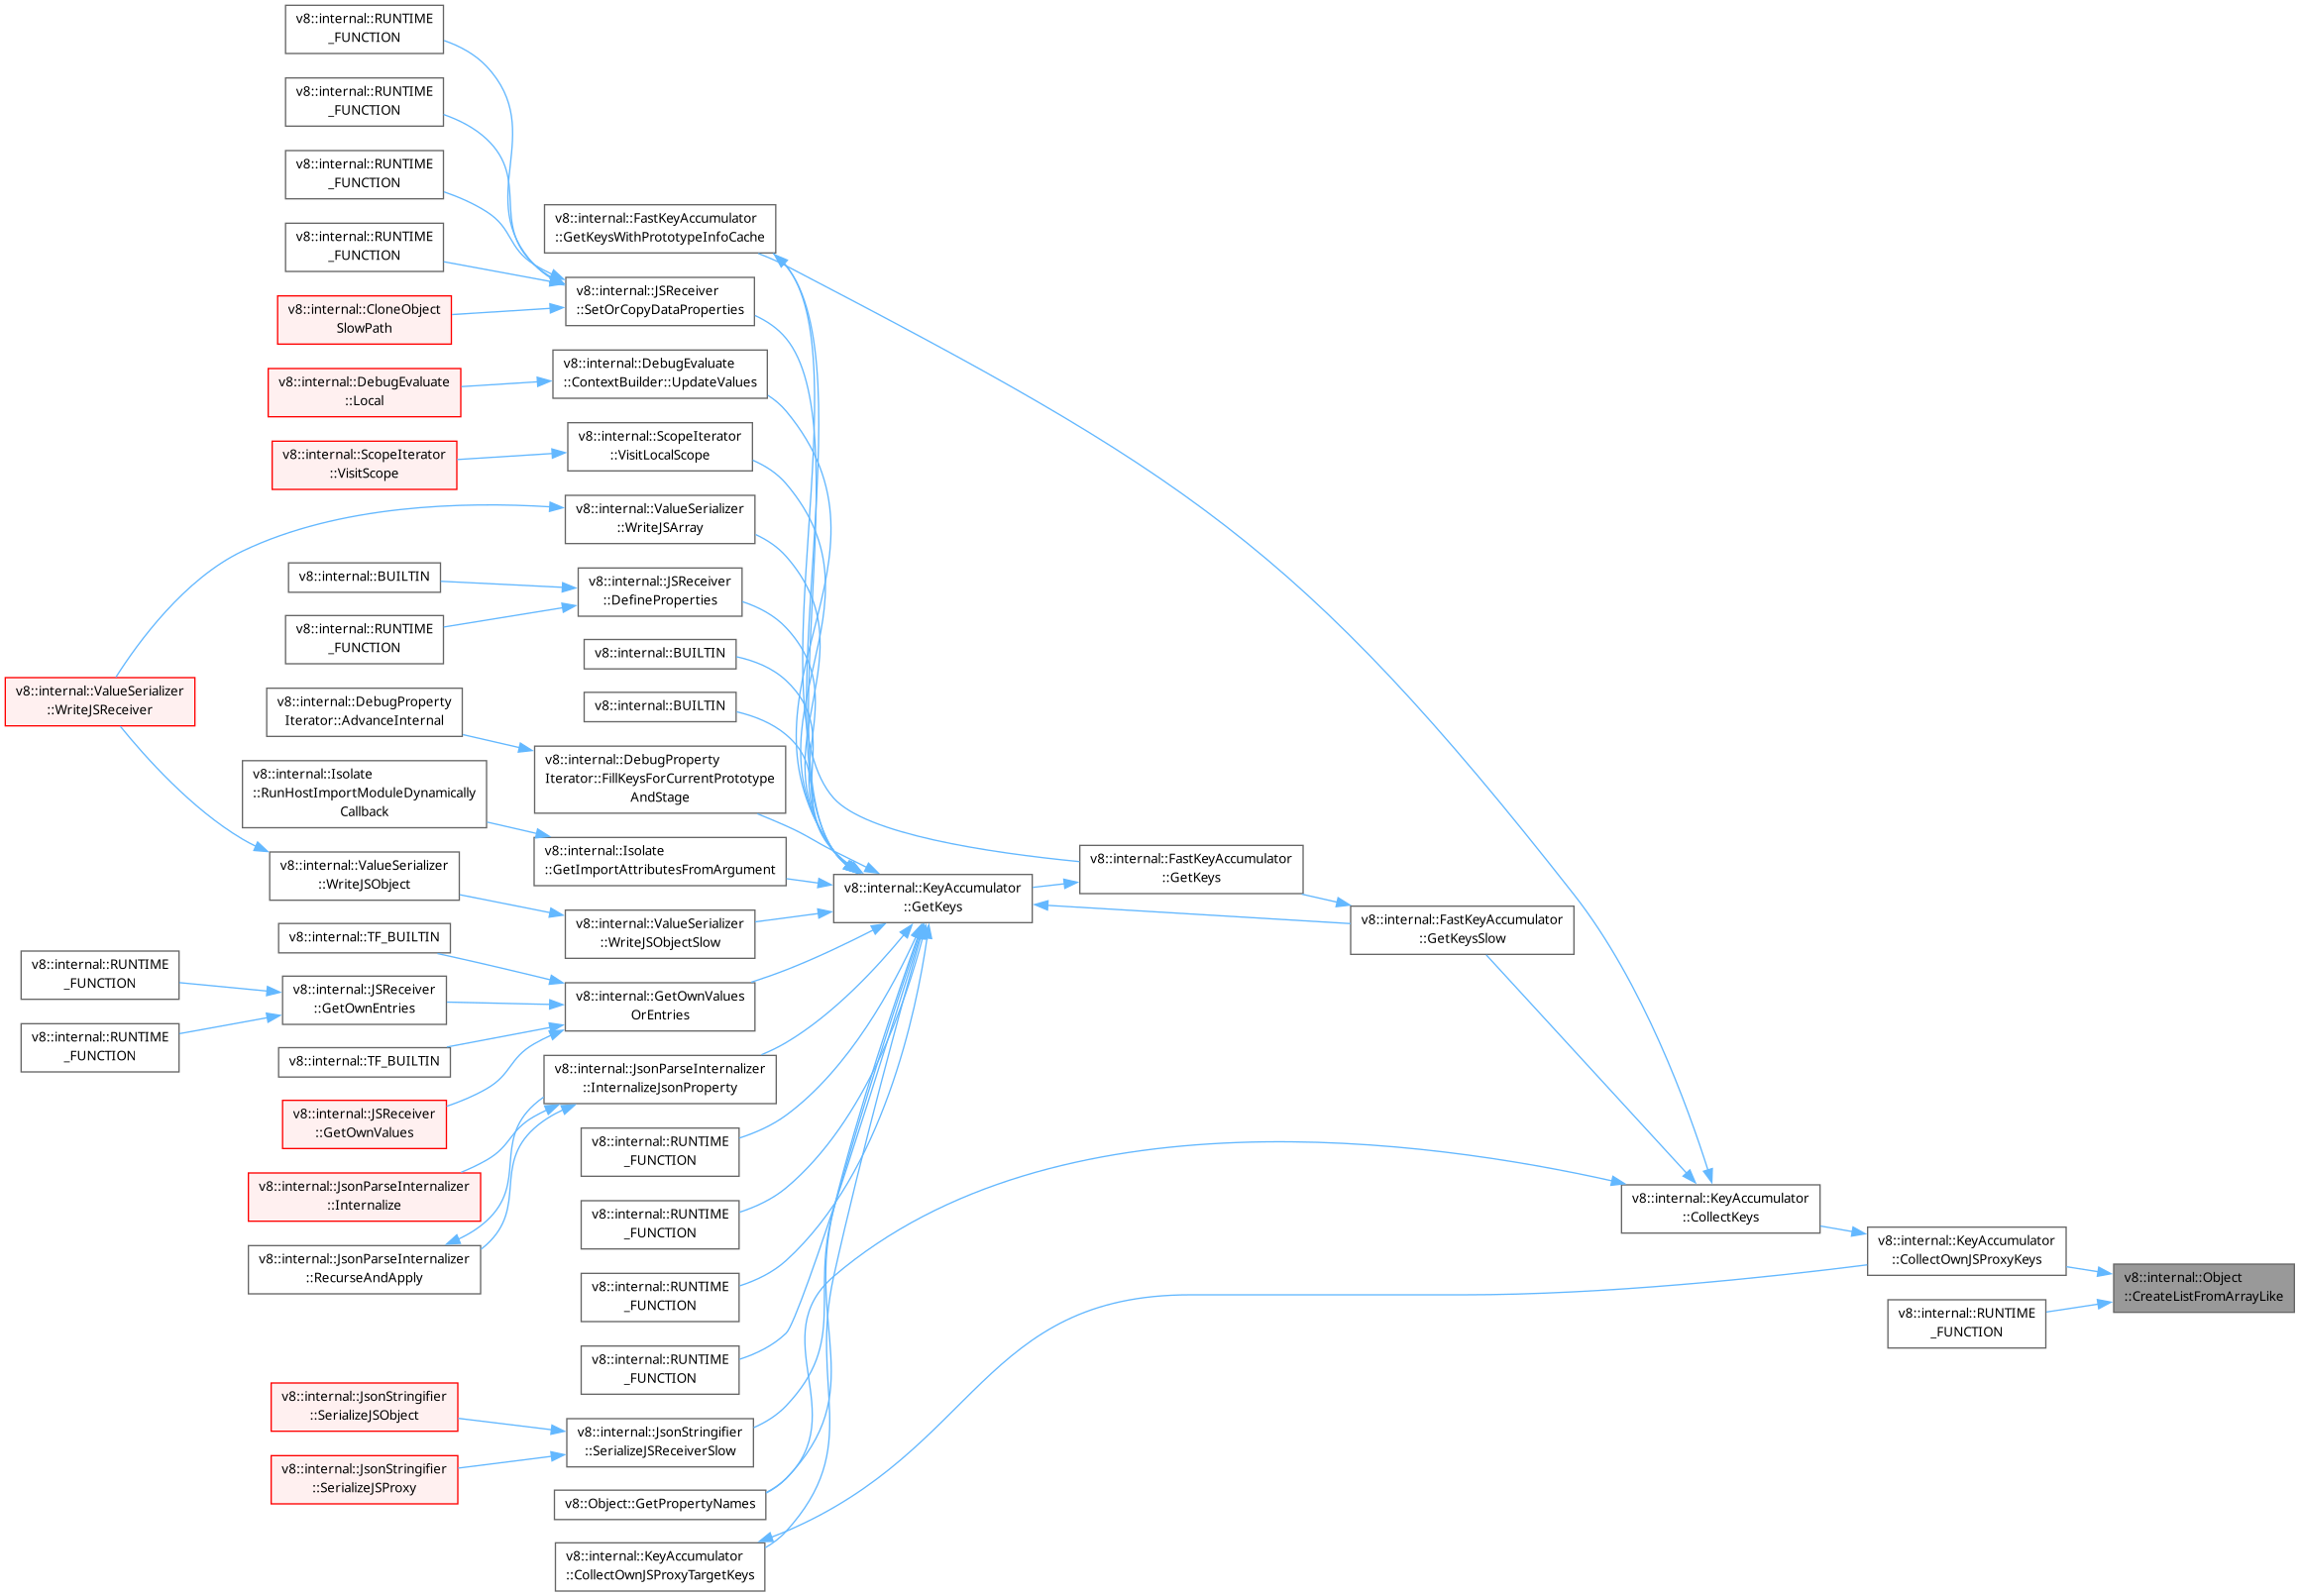 v8::internal::RUNTIME
_FUNCTION
v8::internal::RUNTIME
_FUNCTION
v8::internal::RUNTIME
_FUNCTION
v8::internal::RUNTIME
_FUNCTION
v8::internal::CloneObject
SlowPath
v8::internal::DebugEvaluate
::Local
v8::internal::ScopeIterator
::VisitScope
v8::internal::BUILTIN
v8::internal::RUNTIME
_FUNCTION
v8::internal::ValueSerializer
::WriteJSReceiver
v8::internal::DebugProperty
Iterator::AdvanceInternal
v8::internal::Isolate
::RunHostImportModuleDynamically
Callback
v8::internal::ValueSerializer
::WriteJSObject
v8::internal::TF_BUILTIN
v8::internal::RUNTIME
_FUNCTION
v8::internal::JSReceiver
::GetOwnEntries
v8::internal::RUNTIME
_FUNCTION
v8::internal::TF_BUILTIN
v8::internal::JSReceiver
::GetOwnValues
v8::internal::JsonParseInternalizer
::Internalize
v8::internal::JsonParseInternalizer
::RecurseAndApply
v8::internal::JsonStringifier
::SerializeJSObject
v8::internal::JsonStringifier
::SerializeJSProxy
v8::internal::FastKeyAccumulator
::GetKeysWithPrototypeInfoCache
v8::internal::JSReceiver
::SetOrCopyDataProperties
v8::internal::DebugEvaluate
::ContextBuilder::UpdateValues
v8::internal::ScopeIterator
::VisitLocalScope
v8::internal::ValueSerializer
::WriteJSArray
v8::internal::JSReceiver
::DefineProperties
v8::internal::BUILTIN
v8::internal::BUILTIN
v8::internal::DebugProperty
Iterator::FillKeysForCurrentPrototype
AndStage
v8::internal::Isolate
::GetImportAttributesFromArgument
v8::internal::ValueSerializer
::WriteJSObjectSlow
v8::internal::GetOwnValues
OrEntries
v8::internal::JsonParseInternalizer
::InternalizeJsonProperty
v8::internal::RUNTIME
_FUNCTION
v8::internal::RUNTIME
_FUNCTION
v8::internal::RUNTIME
_FUNCTION
v8::internal::RUNTIME
_FUNCTION
v8::internal::JsonStringifier
::SerializeJSReceiverSlow
v8::Object::GetPropertyNames
v8::internal::KeyAccumulator
::CollectOwnJSProxyTargetKeys
v8::internal::KeyAccumulator
::GetKeys
v8::internal::FastKeyAccumulator
::GetKeys
v8::internal::FastKeyAccumulator
::GetKeysSlow
v8::internal::KeyAccumulator
::CollectKeys
v8::internal::KeyAccumulator
::CollectOwnJSProxyKeys
v8::internal::RUNTIME
_FUNCTION
v8::internal::Object
::CreateListFromArrayLike